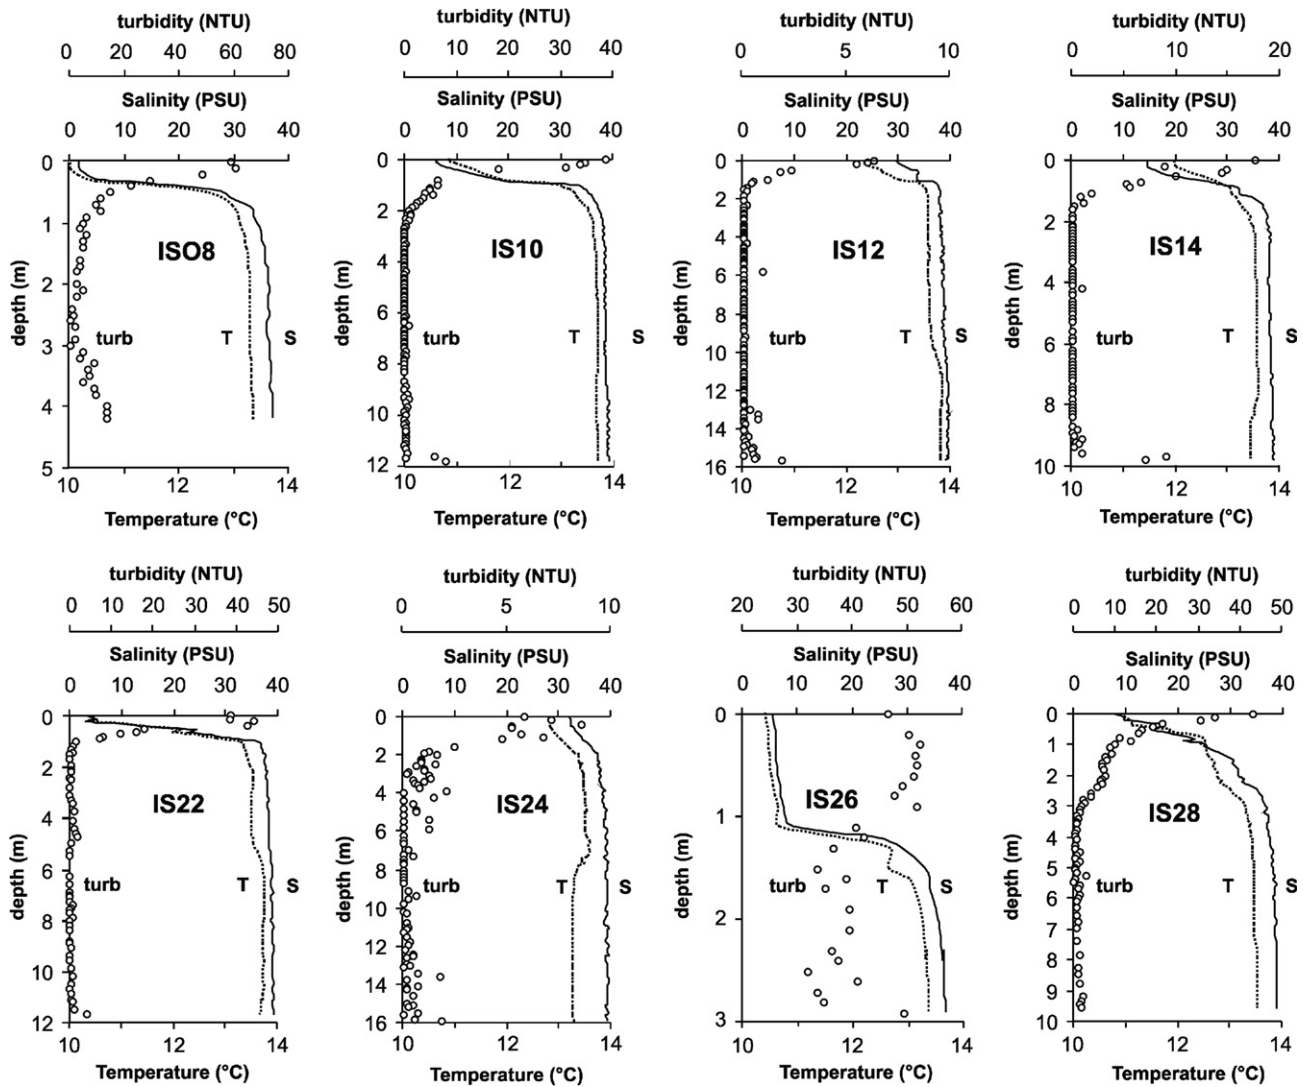 turbidity (NTU) turbidity (NTU) turbidity (NTU) turbidity (NTU)
0 20 40 60 80 0 10 20 30 40 0 5 10 0 10 20
Salinity (PSU) Salinity (PSU) Salinity (PSU) Salinity (PSU)
0 10 20 30 40 0 10 20 30 40 0 10 20 30 40 0 10 20 30 40
depth (m) 0 1 2 3 4 5 ISO8 turb T S
depth (m) 0 2 4 6 8 10 12 IS10 turb T S
depth (m) 0 2 4 6 8 10 12 14 16 IS12 turb T S
depth (m) 0 2 4 6 8 10 IS14 turb T S
10 12 14 10 12 14 10 12 14 10 12 14
Temperature (°C) Temperature (°C) Temperature (°C) Temperature (°C)
turbidity (NTU) turbidity (NTU) turbidity (NTU) turbidity (NTU)
0 10 20 30 40 50 0 5 10 20 30 40 50 60 0 10 20 30 40 50
Salinity (PSU) Salinity (PSU) Salinity (PSU) Salinity (PSU)
0 10 20 30 40 0 10 20 30 40 0 10 20 30 40 0 10 20 30 40
depth (m) 0 2 4 6 8 10 12 IS22 turb T S
depth (m) 0 2 4 6 8 10 12 14 16 IS24 turb T S
depth (m) 0 1 2 3 IS26 turb T S
depth (m) 0 1 2 3 4 5 6 7 8 9 10 IS28 turb T S
10 12 14 10 12 14 10 12 14 10 12 14
Temperature (°C) Temperature (°C) Temperature (°C) Temperature (°C)